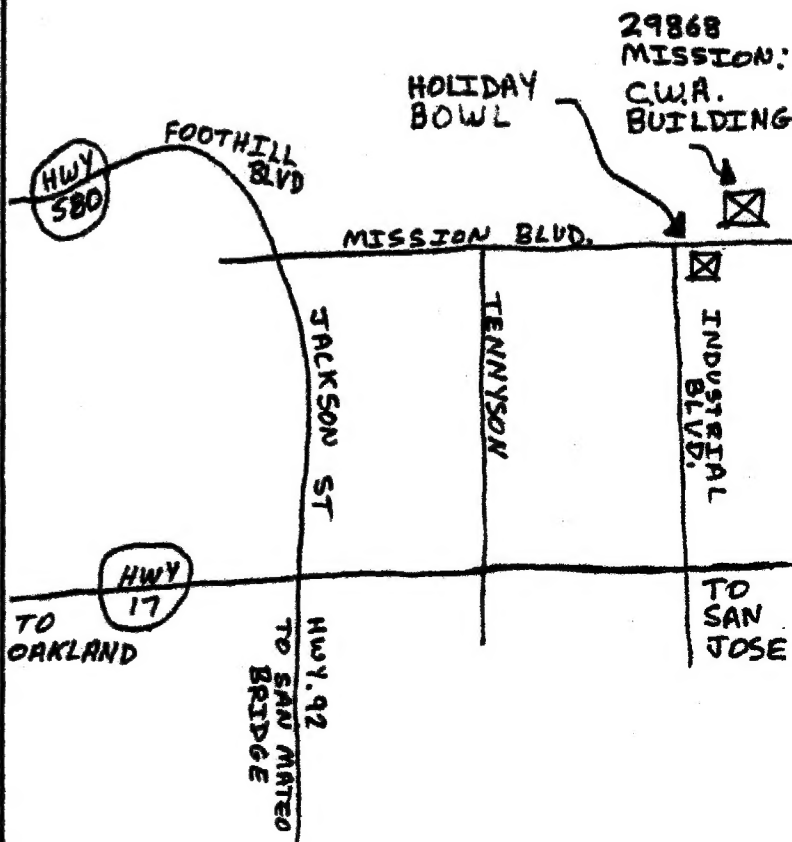 29868
MISSION:
C.W.A.
BUILDING
HOLIDAY
BOWL
FOOTHILL
BLVD
HWY
580
MISSION BLVD.
JACKSON ST
TENNYSON
INDUSTRIAL
BLVD.
HWY
17
TO
OAKLAND
TO
SAN
JOSE
HWY. 92
TO SAN MATEO
BRIDGE